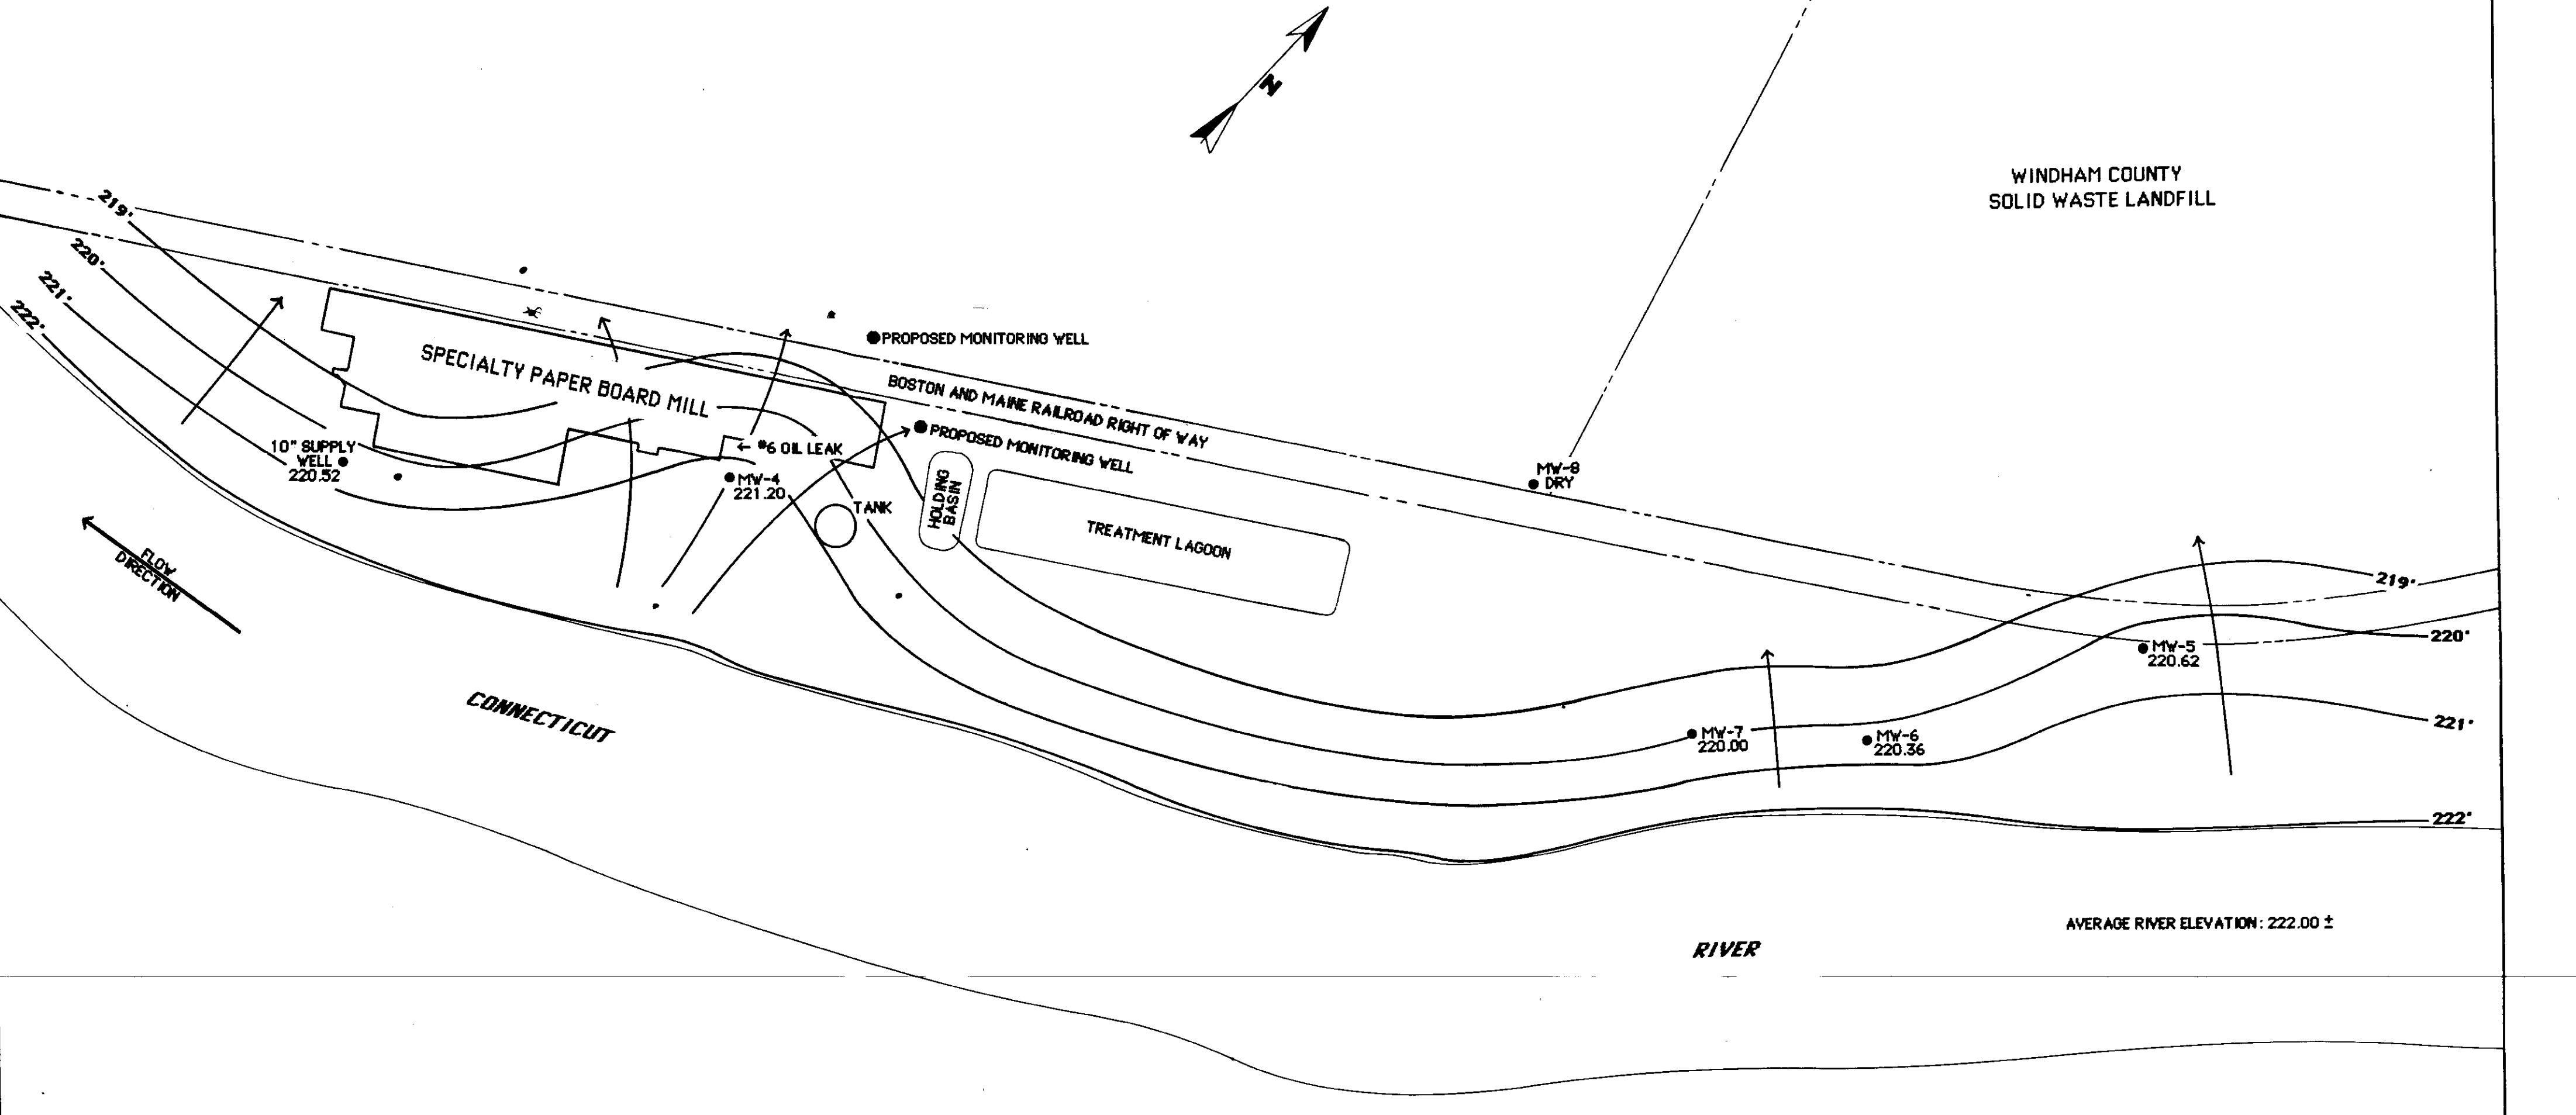 N
WINDHAM COUNTY
SOLID WASTE LANDFILL
219'
220'
221'
222'
PROPOSED MONITORING WELL
SPECIALTY PAPER BOARD MILL
BOSTON AND MAINE RAILROAD RIGHT OF WAY
10" SUPPLY
WELL
220.52
← #6 OIL LEAK
PROPOSED MONITORING WELL
MW-4
221.20
TANK
HOLDING
BASIN
TREATMENT LAGOON
MW-8
DRY
FLOW
DIRECTION
219'
220'
MW-5
220.62
221'
MW-7
220.00
MW-6
220.36
222'
CONNECTICUT
RIVER
AVERAGE RIVER ELEVATION: 222.00 ±